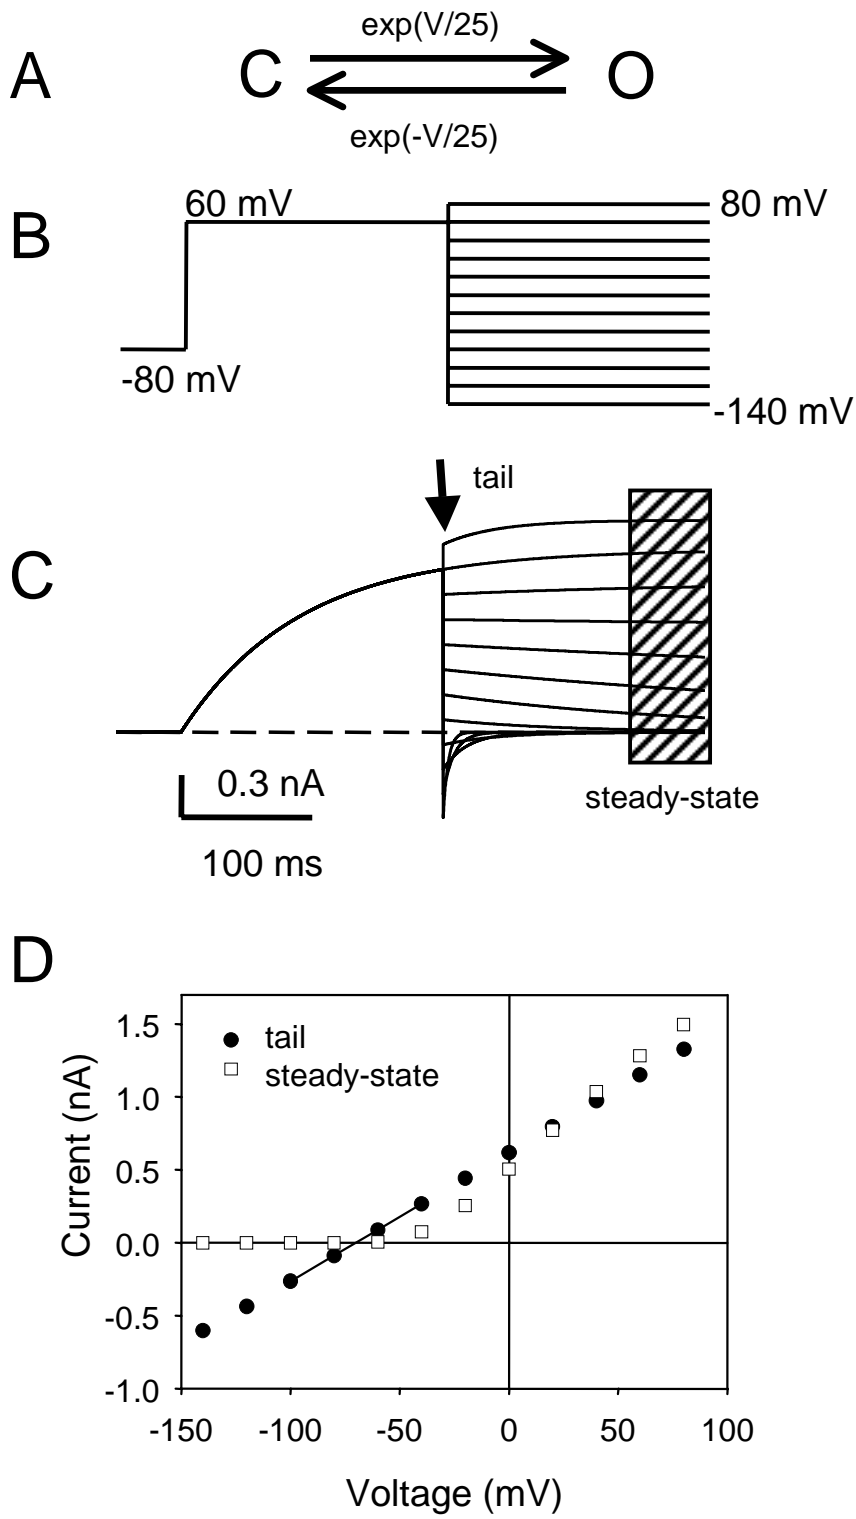 A
exp(V/25)
C
O
exp(-V/25)
B
60 mV
80 mV
-80 mV
-140 mV
C
tail
0.3 nA
steady-state
100 ms
D
Current (nA)
1.5
1.0
0.5
0.0
-0.5
-1.0
tail
steady-state
-150 -100 -50 0 50 100
Voltage (mV)